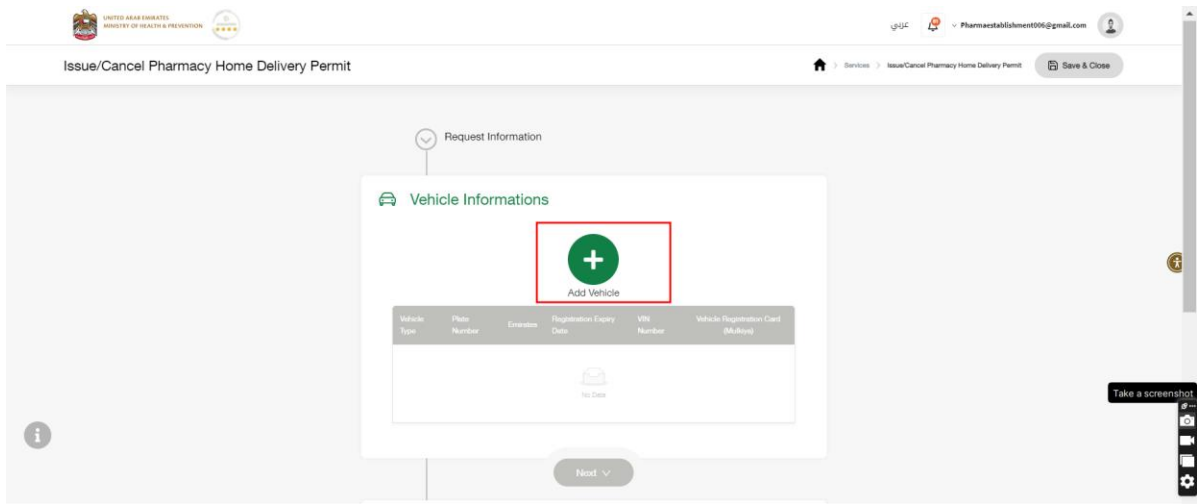 UNITED ARAB EMIRATES
MINISTRY OF HEALTH & PREVENTION
عربي
Pharmaestablishment006@gmail.com
Issue/Cancel Pharmacy Home Delivery Permit
Services > Issue/Cancel Pharmacy Home Delivery Permit
Save & Close
Request Information
Vehicle Informations
Add Vehicle
Vehicle Type
Plate Number
Emirates
Registration Expiry Date
VIN Number
Vehicle Registration Card (Mulkiya)
No Data
Take a screenshot
Next